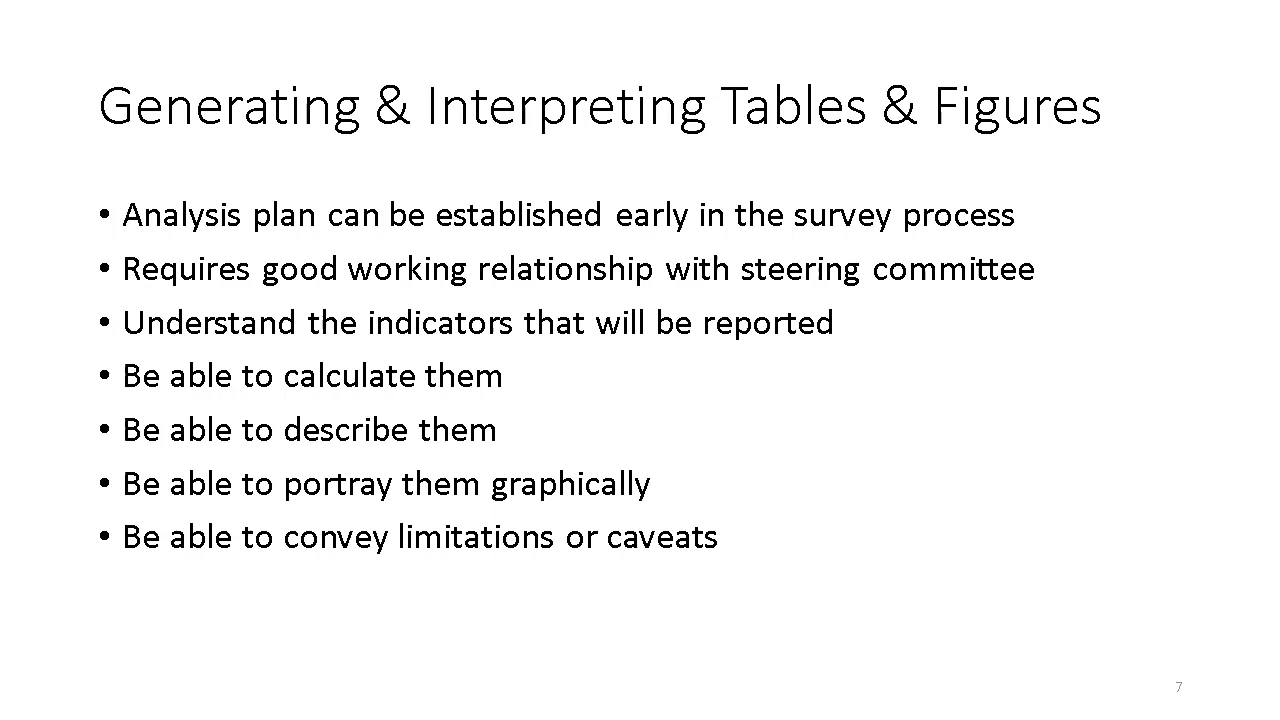 Generating & Interpreting Tables & Figures
• Analysis plan can be established early in the survey process
• Requires good working relationship with steering committee
• Understand the indicators that will be reported
• Be able to calculate them
• Be able to describe them
• Be able to portray them graphically
• Be able to convey limitations or caveats
7